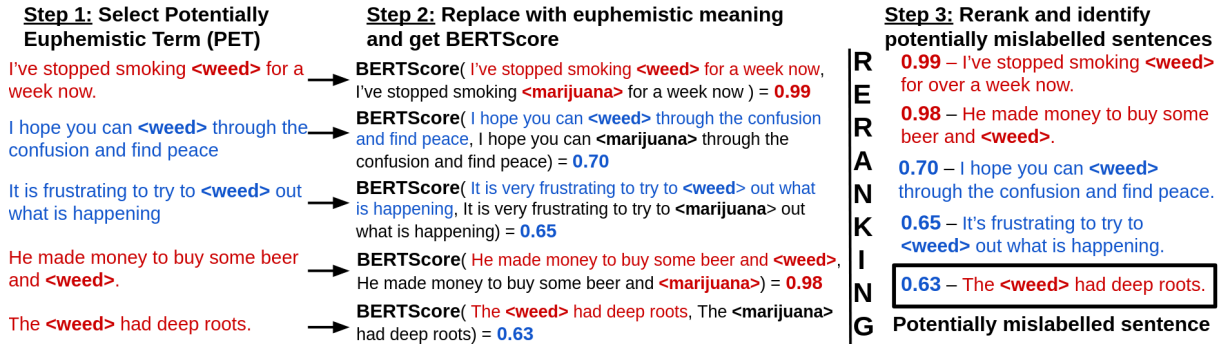 Step 1: Select Potentially
Euphemistic Term (PET)
I've stopped smoking <weed> for a
week now.
I hope you can <weed> through the
confusion and find peace
It is frustrating to try to <weed> out
what is happening
He made money to buy some beer
and <weed>.
The <weed> had deep roots.
Step 2: Replace with euphemistic meaning
and get BERTScore
BERTScore( I've stopped smoking <weed> for a week now,
I've stopped smoking <marijuana> for a week now ) = 0.99
BERTScore( I hope you can <weed> through the confusion
and find peace, I hope you can <marijuana> through the
confusion and find peace) = 0.70
BERTScore( It is very frustrating to try to <weed> out what
is happening, It is very frustrating to try to <marijuana> out
what is happening) = 0.65
BERTScore( He made money to buy some beer and <weed>,
He made money to buy some beer and <marijuana>) = 0.98
BERTScore( The <weed> had deep roots, The <marijuana>
had deep roots) = 0.63
RERANKING
Step 3: Rerank and identify
potentially mislabelled sentences
0.99 – I've stopped smoking <weed>
for over a week now.
0.98 – He made money to buy some
beer and <weed>.
0.70 – I hope you can <weed>
through the confusion and find peace.
0.65 – It's frustrating to try to
<weed> out what is happening.
0.63 – The <weed> had deep roots.
Potentially mislabelled sentence